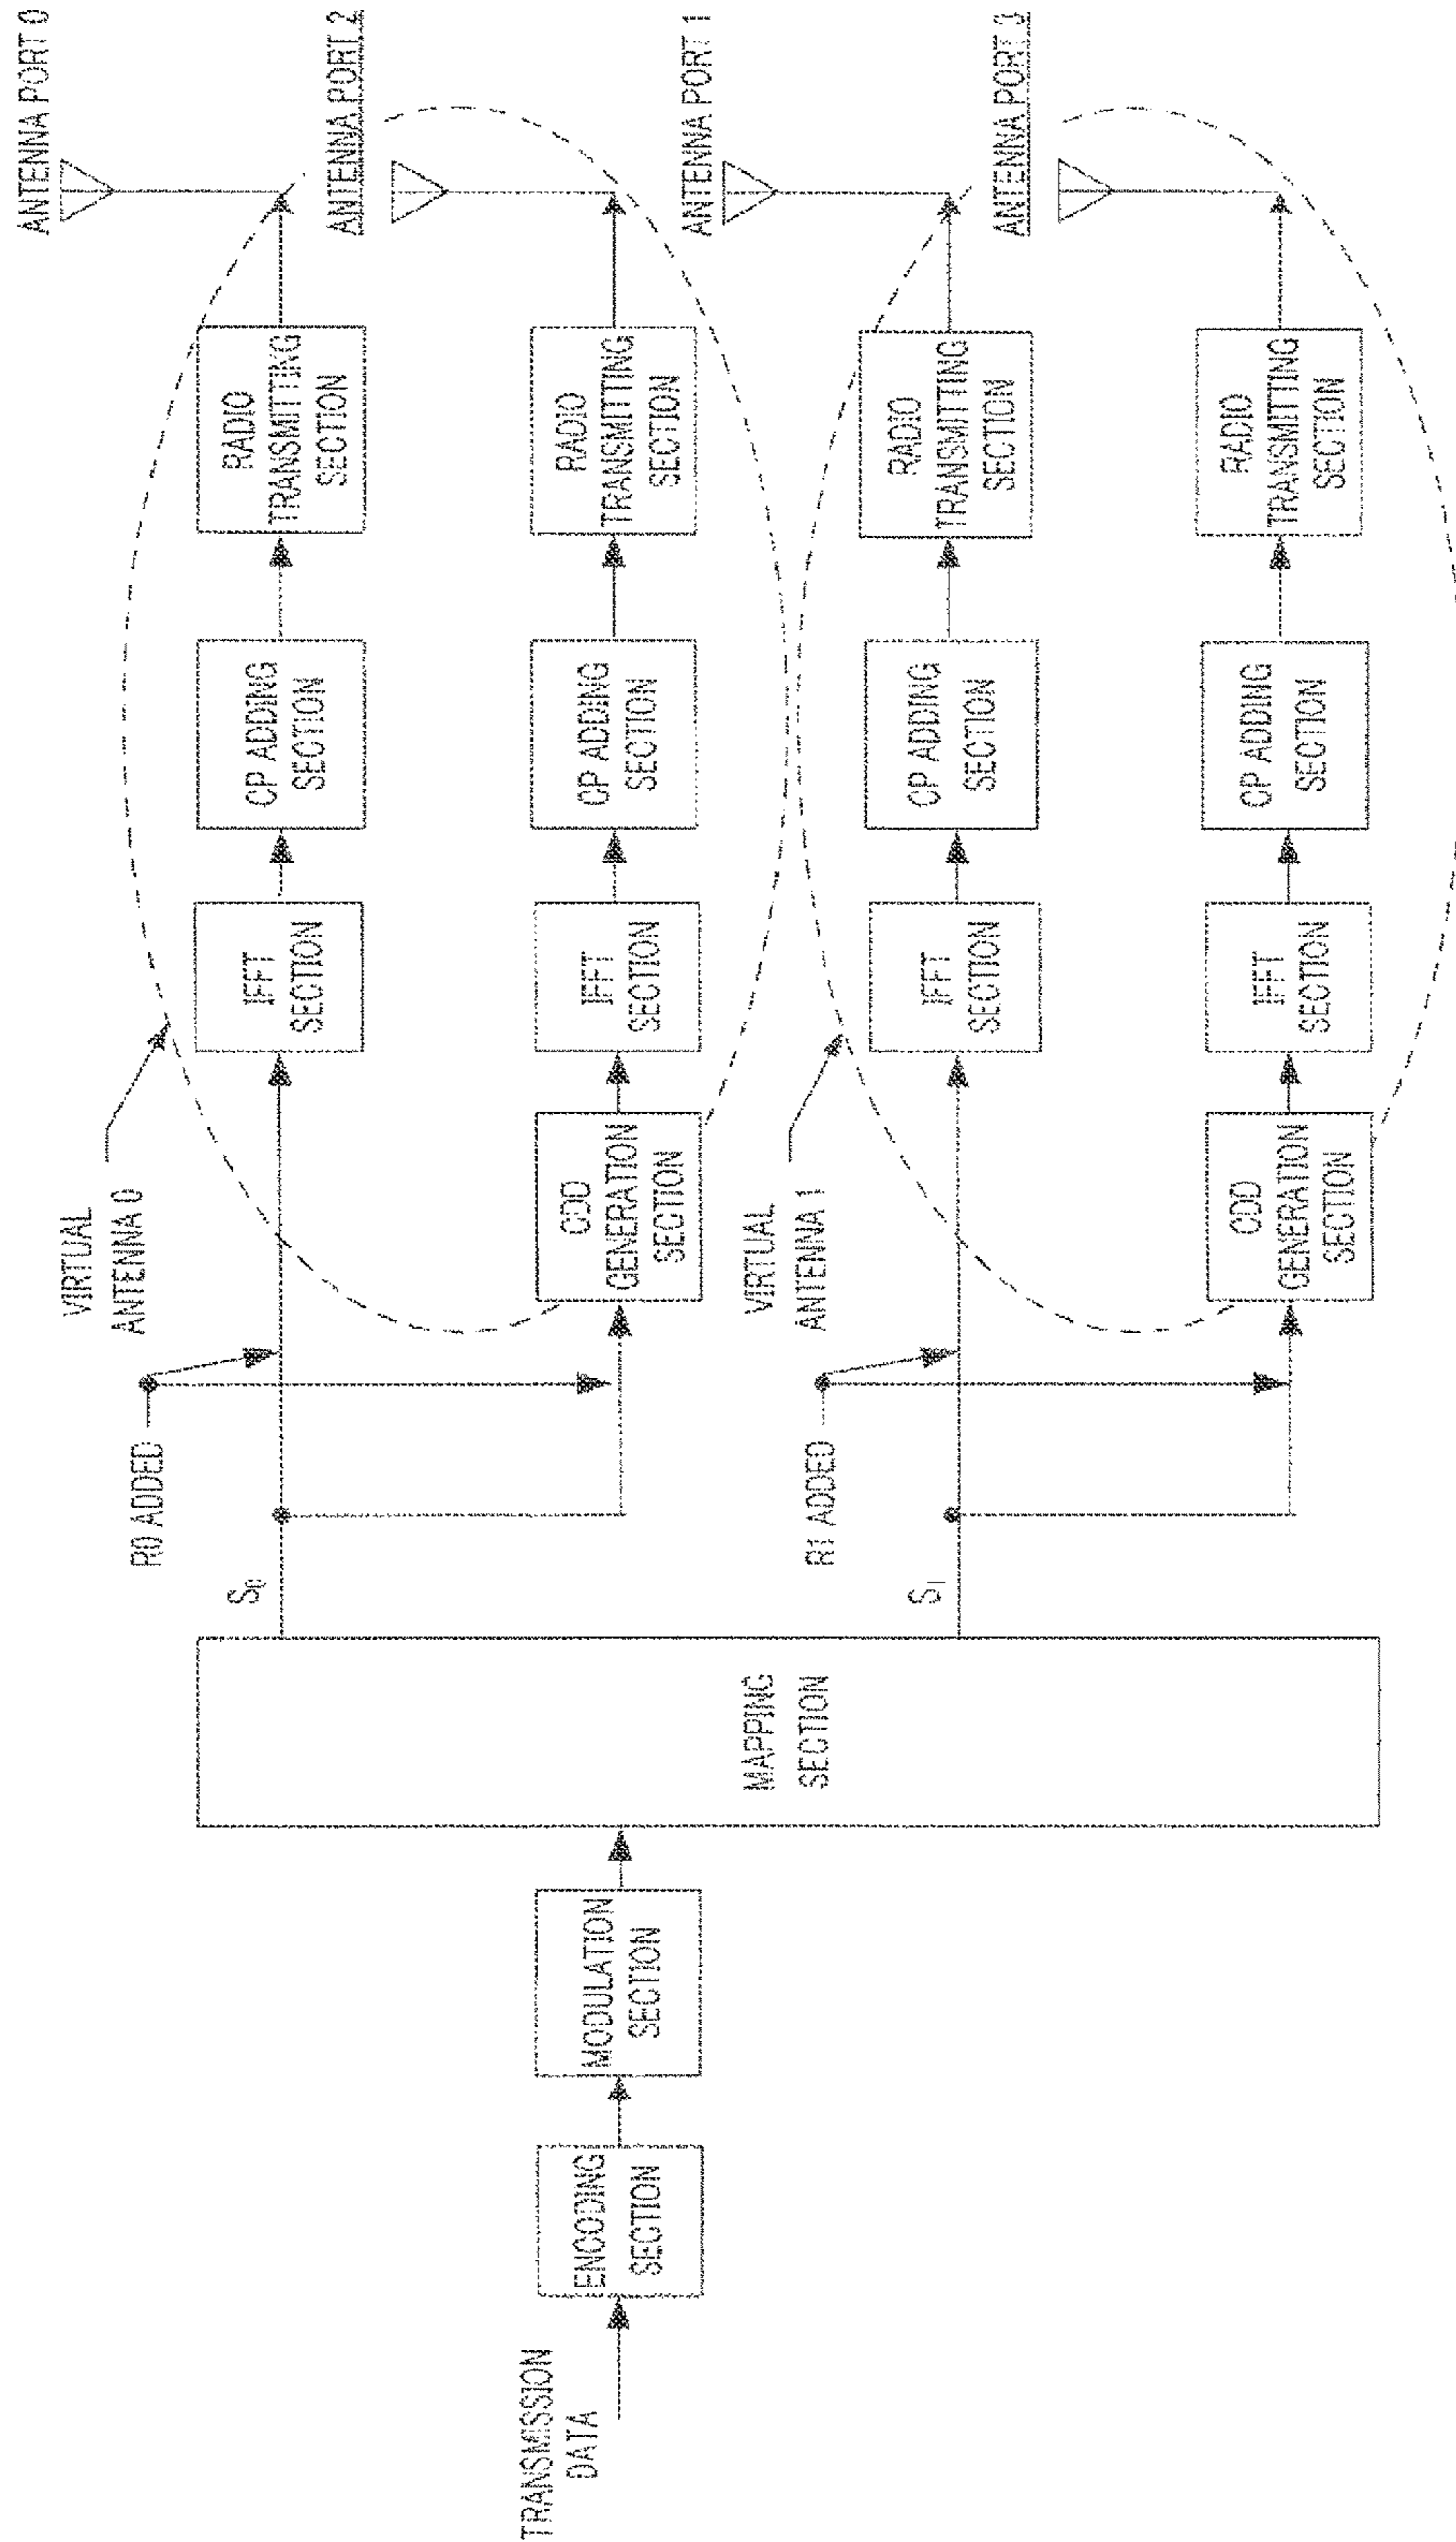 TRANSMISSION
DATA
ENCODING
SECTION
MODULATION
SECTION
MAPPING
SECTION
S0
R0 ADDED
VIRTUAL
ANTENNA 0
IFFT
SECTION
CP ADDING
SECTION
RADIO
TRANSMITTING
SECTION
ANTENNA PORT 0
CDD
GENERATION
SECTION
IFFT
SECTION
CP ADDING
SECTION
RADIO
TRANSMITTING
SECTION
ANTENNA PORT 2
S1
R1 ADDED
VIRTUAL
ANTENNA 1
IFFT
SECTION
CP ADDING
SECTION
RADIO
TRANSMITTING
SECTION
ANTENNA PORT 1
CDD
GENERATION
SECTION
IFFT
SECTION
CP ADDING
SECTION
RADIO
TRANSMITTING
SECTION
ANTENNA PORT 3